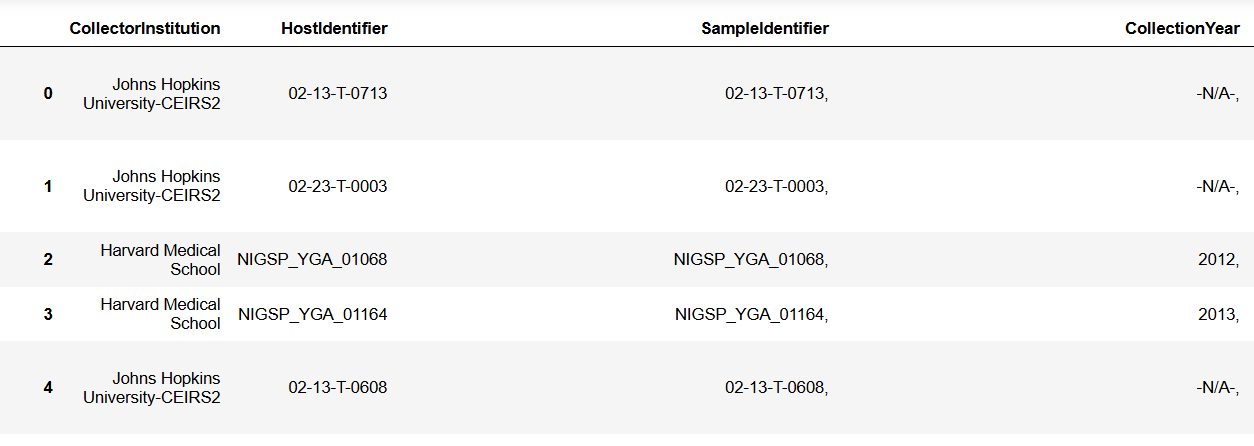 CollectorInstitution HostIdentifier SampleIdentifier CollectionYear
0 Johns Hopkins University-CEIRS2 02-13-T-0713 02-13-T-0713, -N/A-,
1 Johns Hopkins University-CEIRS2 02-23-T-0003 02-23-T-0003, -N/A-,
2 Harvard Medical School NIGSP_YGA_01068 NIGSP_YGA_01068, 2012,
3 Harvard Medical School NIGSP_YGA_01164 NIGSP_YGA_01164, 2013,
4 Johns Hopkins University-CEIRS2 02-13-T-0608 02-13-T-0608, -N/A-,